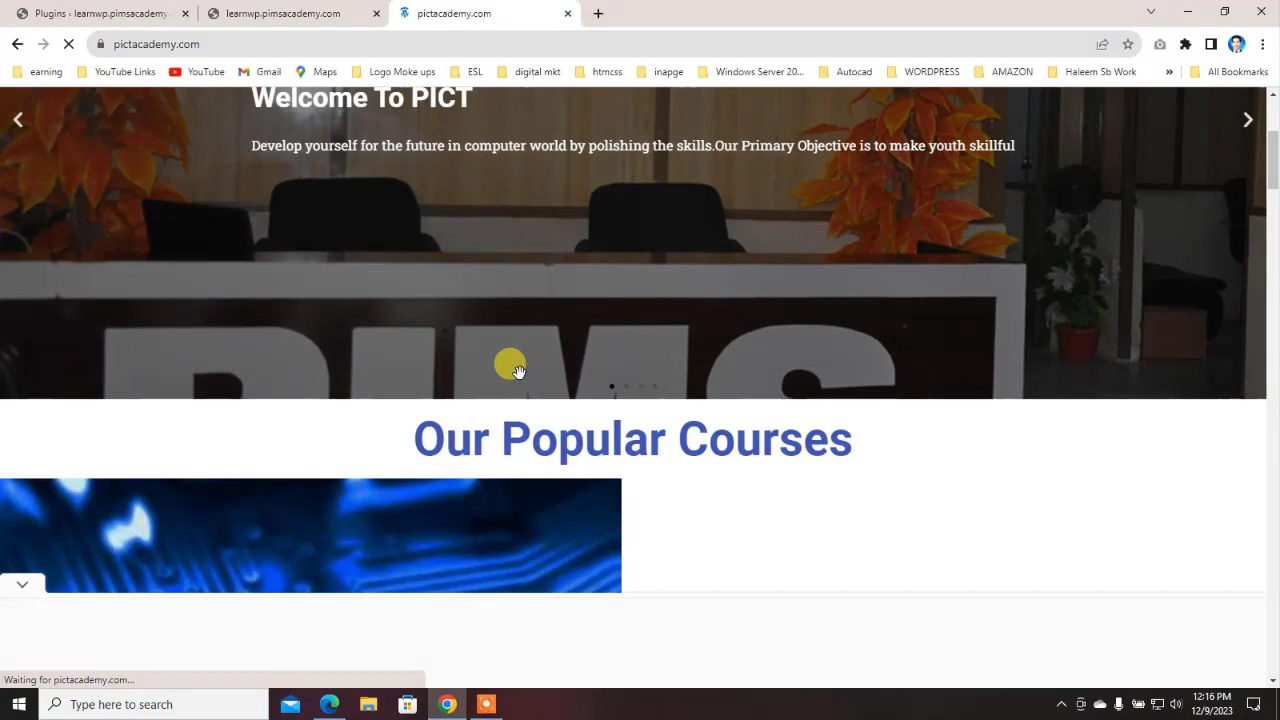 Plugins ‹ learnwp.pimsacademy.
learnwp.pimsacademy.com
pictacademy.com
pictacademy.com
earning
YouTube Links
YouTube
Gmail
Maps
Logo Moke ups
ESL
digital mkt
htmcss
inapge
Windows Server 20...
Autocad
WORDPRESS
AMAZON
Haleem Sb Work
»
All Bookmarks
Welcome To PICT
Develop yourself for the future in computer world by polishing the skills.Our Primary Objective is to make youth skillful
PIMS
Our Popular Courses
Waiting for pictacademy.com...
Type here to search
12:16 PM
12/9/2023